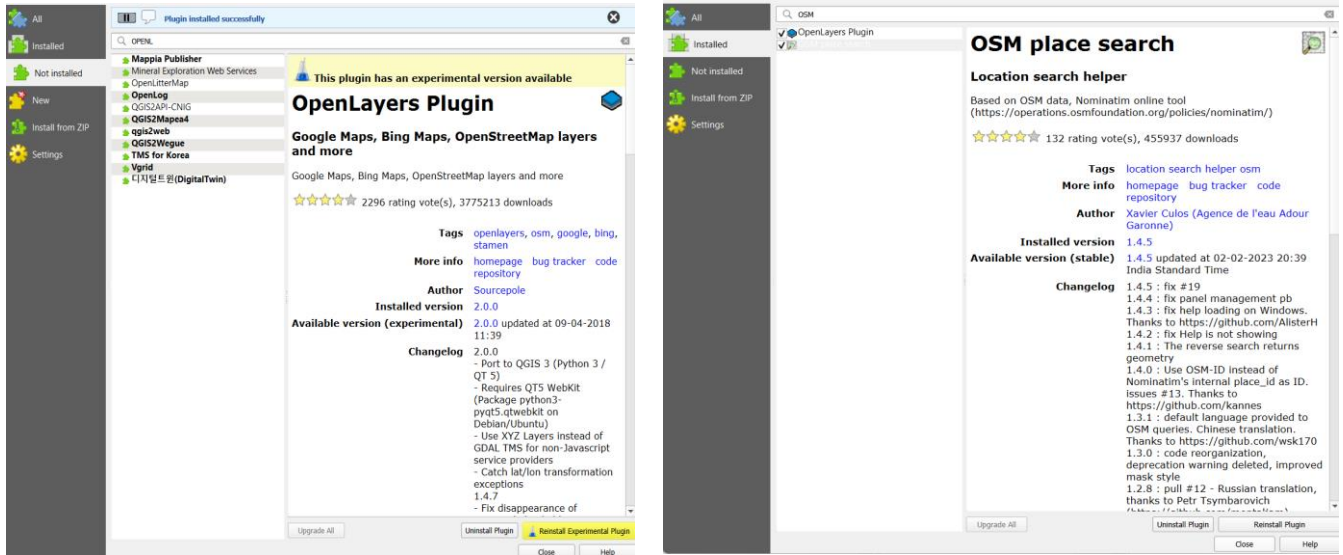 All
Installed
Not installed
New
Install from ZIP
Settings
Plugin installed successfully
OPENL
Mappia Publisher
Mineral Exploration Web Services
OpenLitterMap
OpenLog
QGIS2API-CNIG
QGIS2Mapea4
qgis2web
QGIS2Wegue
TMS for Korea
Vgrid
디지털트윈(DigitalTwin)
This plugin has an experimental version available
OpenLayers Plugin
Google Maps, Bing Maps, OpenStreetMap layers
and more
Google Maps, Bing Maps, OpenStreetMap layers and more
2296 rating vote(s), 3775213 downloads
Tags openlayers, osm, google, bing,
stamen
More info homepage bug tracker code
repository
Author Sourcepole
Installed version 2.0.0
Available version (experimental) 2.0.0 updated at 09-04-2018
11:39
Changelog 2.0.0
- Port to QGIS 3 (Python 3 /
QT 5)
- Requires QT5 WebKit
(Package python3-
pyqt5.qtwebkit on
Debian/Ubuntu)
- Use XYZ Layers instead of
GDAL TMS for non-Javascript
service providers
- Catch lat/lon transformation
exceptions
1.4.7
- Fix disappearance of
Upgrade All Uninstall Plugin Reinstall Experimental Plugin
Close Help
All
Installed
Not installed
Install from ZIP
Settings
OSM
OpenLayers Plugin
OSM place search
Location search helper
Based on OSM data, Nominatim online tool
(https://operations.osmfoundation.org/policies/nominatim/)
132 rating vote(s), 455937 downloads
Tags location search helper osm
More info homepage bug tracker code
repository
Author Xavier Culos (Agence de l'eau Adour
Garonne)
Installed version 1.4.5
Available version (stable) 1.4.5 updated at 02-02-2023 20:39
India Standard Time
Changelog 1.4.5 : fix #19
1.4.4 : fix panel management pb
1.4.3 : fix help loading on Windows.
Thanks to https://github.com/AlisterH
1.4.2 : fix Help is not showing
1.4.1 : The reverse search returns
geometry
1.4.0 : Use OSM-ID instead of
Nominatim's internal place_id as ID.
issues #13. Thanks to
https://github.com/kannes
1.3.1 : default language provided to
OSM queries. Chinese translation.
Thanks to https://github.com/wsk170
1.3.0 : code reorganization,
deprecation warning deleted, improved
mask style
1.2.8 : pull #12 - Russian translation,
thanks to Petr Tsymbarovich
Upgrade All Uninstall Plugin Reinstall Plugin
Close Help